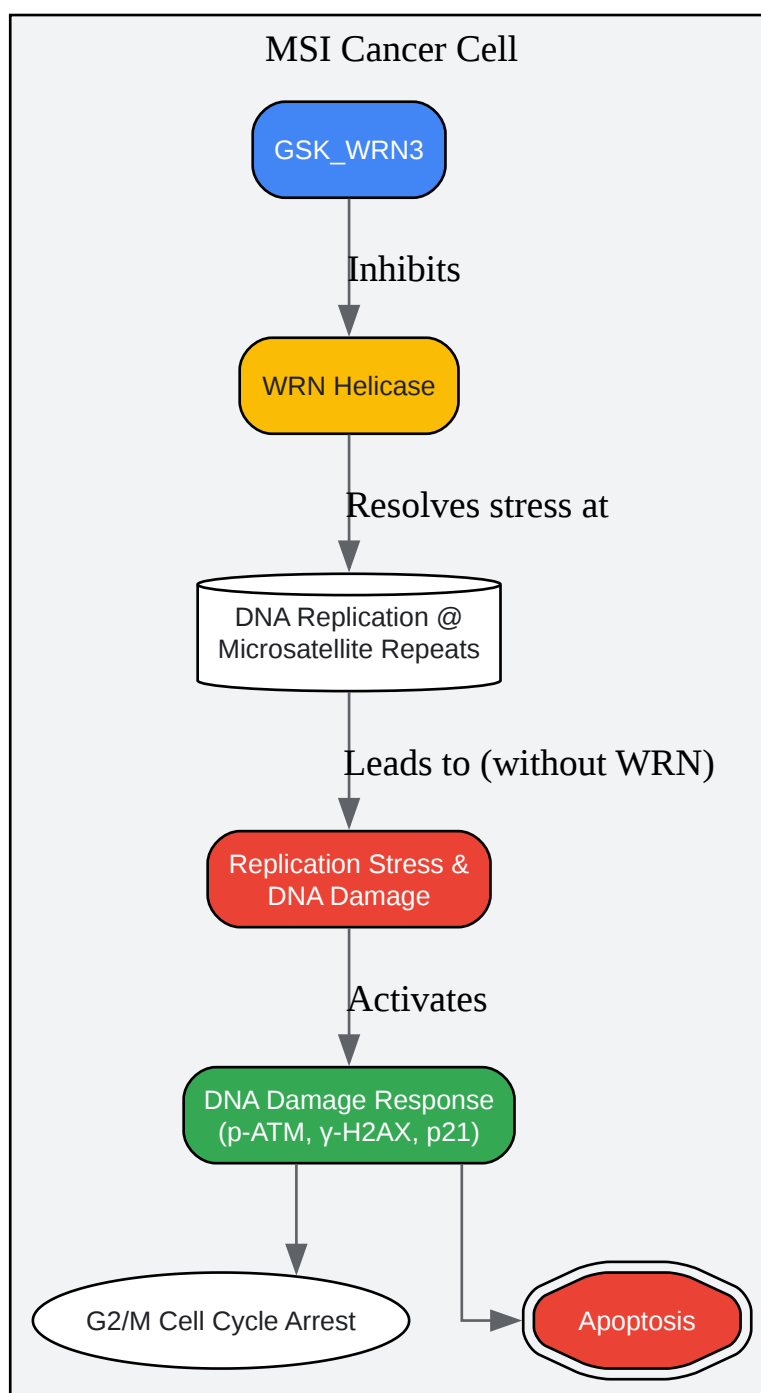 MSI Cancer Cell
GSK_WRN3
Inhibits
WRN Helicase
Resolves stress at
DNA Replication @
Microsatellite Repeats
Leads to (without WRN)
Replication Stress &
DNA Damage
Activates
DNA Damage Response
(p-ATM, γ-H2AX, p21)
G2/M Cell Cycle Arrest
Apoptosis